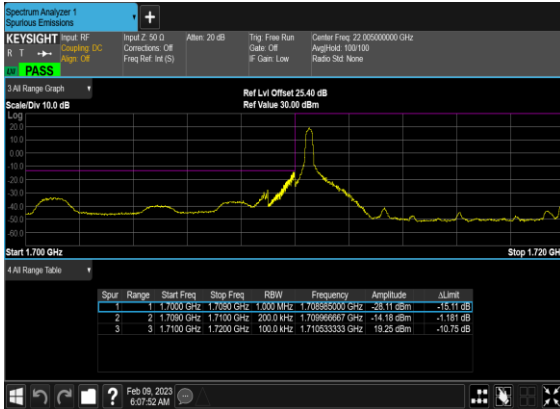 Spectrum Analyzer 1
Spurious Emissions
+
KEYSIGHT
R T
LXI PASS
Input: RF
Coupling: DC
Align: Off
Input Z: 50 Ω
Corrections: Off
Freq Ref: Int (S)
Atten: 20 dB
Trig: Free Run
Gate: Off
IF Gain: Low
Center Freq: 22.005000000 GHz
Avg|Hold: 100/100
Radio Std: None
3 All Range Graph
Scale/Div 10.0 dB
Ref Lvl Offset 25.40 dB
Ref Value 30.00 dBm
Log
20.0
10.0
0.00
-10.0
-20.0
-30.0
-40.0
-50.0
-60.0
Start 1.700 GHz
Stop 1.720 GH
4 All Range Table
Spur Range Start Freq Stop Freq RBW Frequency Amplitude ΔLimit
1 1 1.7000 GHz 1.7090 GHz 1.000 MHz 1.708985000 GHz -28.11 dBm -15.11 dB
2 2 1.7090 GHz 1.7100 GHz 200.0 kHz 1.709966667 GHz -14.18 dBm -1.181 dB
3 3 1.7100 GHz 1.7200 GHz 100.0 kHz 1.710533333 GHz 19.25 dBm -10.75 dB
?
Feb 09, 2023
6:07:52 AM